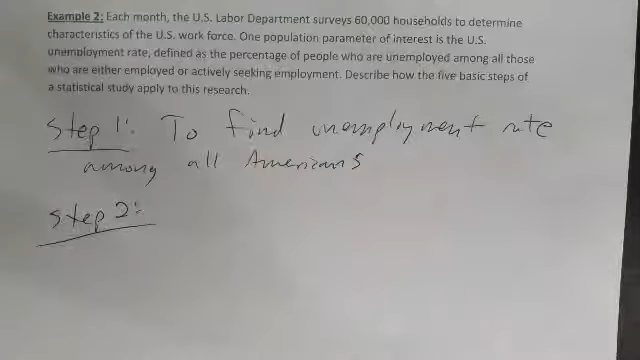 Example 2: Each month, the U.S. Labor Department surveys 60,000 households to determine
characteristics of the U.S. work force. One population parameter of interest is the U.S.
unemployment rate, defined as the percentage of people who are unemployed among all those
who are either employed or actively seeking employment. Describe how the five basic steps of
a statistical study apply to this research.
Step 1: To find unemployment rate
among all Americans
Step 2: